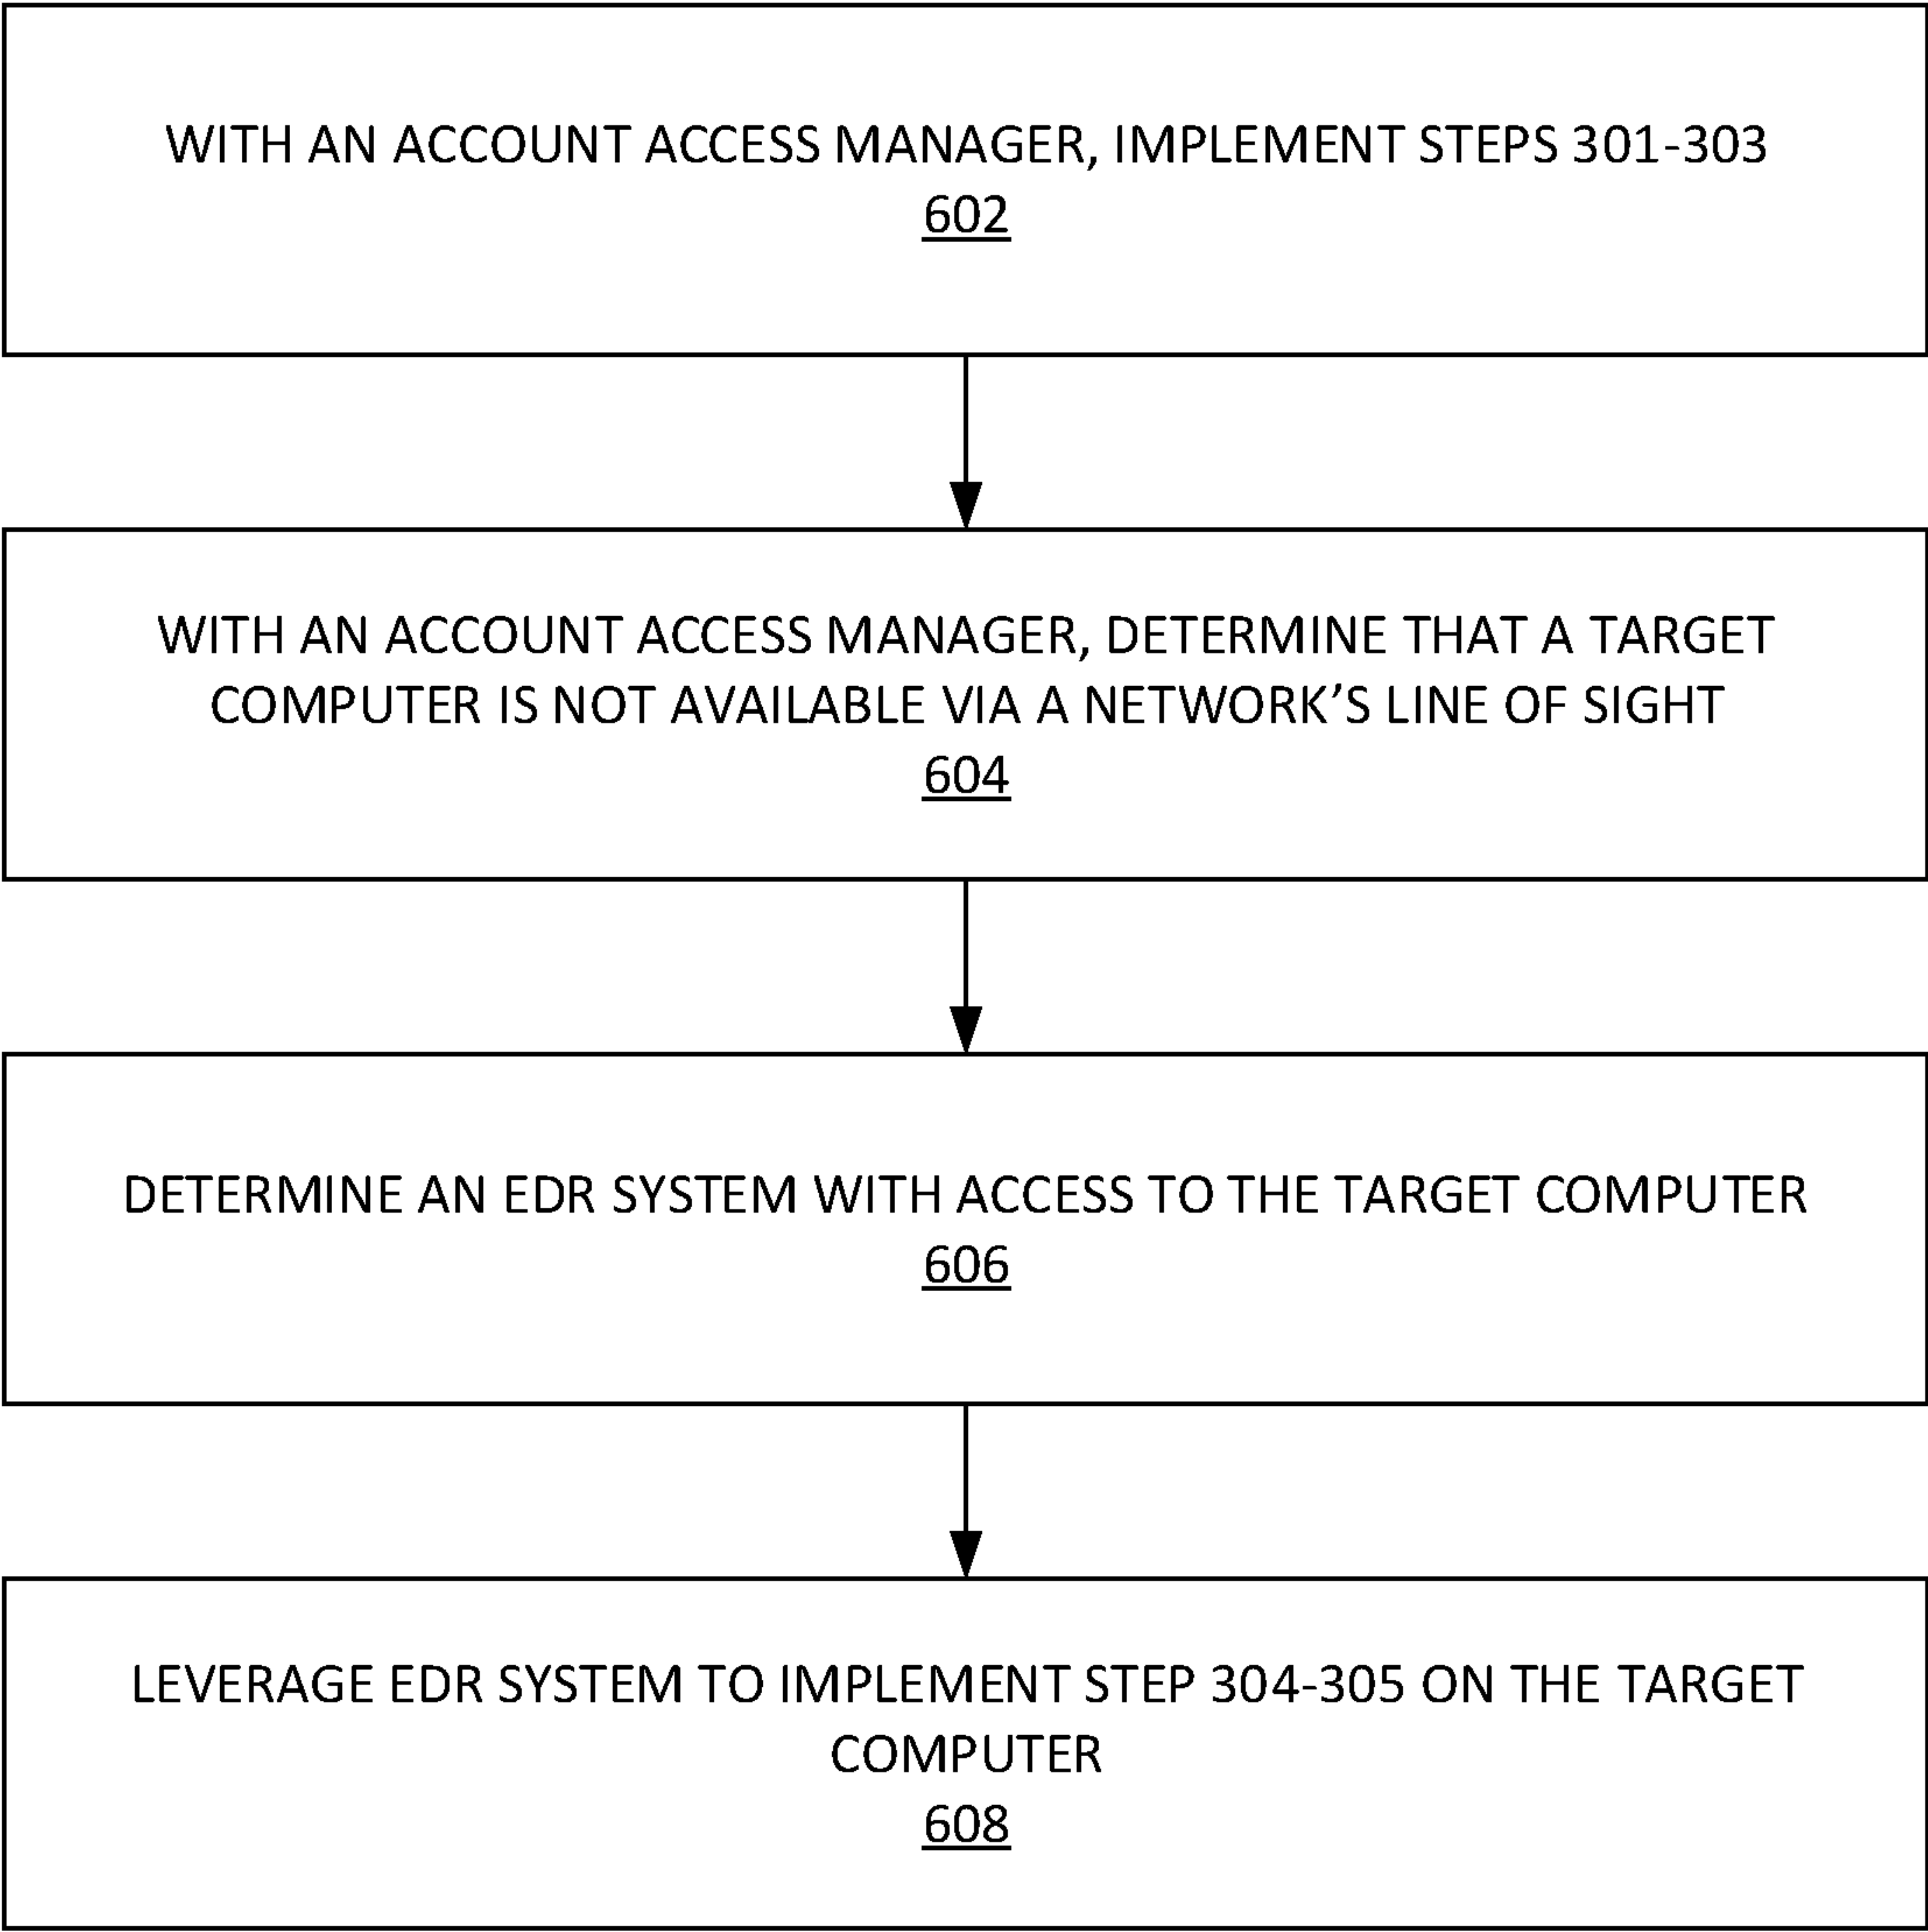 WITH AN ACCOUNT ACCESS MANAGER, IMPLEMENT STEPS 301-303
602
WITH AN ACCOUNT ACCESS MANAGER, DETERMINE THAT A TARGET
COMPUTER IS NOT AVAILABLE VIA A NETWORK’S LINE OF SIGHT
604
DETERMINE AN EDR SYSTEM WITH ACCESS TO THE TARGET COMPUTER
606
LEVERAGE EDR SYSTEM TO IMPLEMENT STEP 304-305 ON THE TARGET
COMPUTER
608